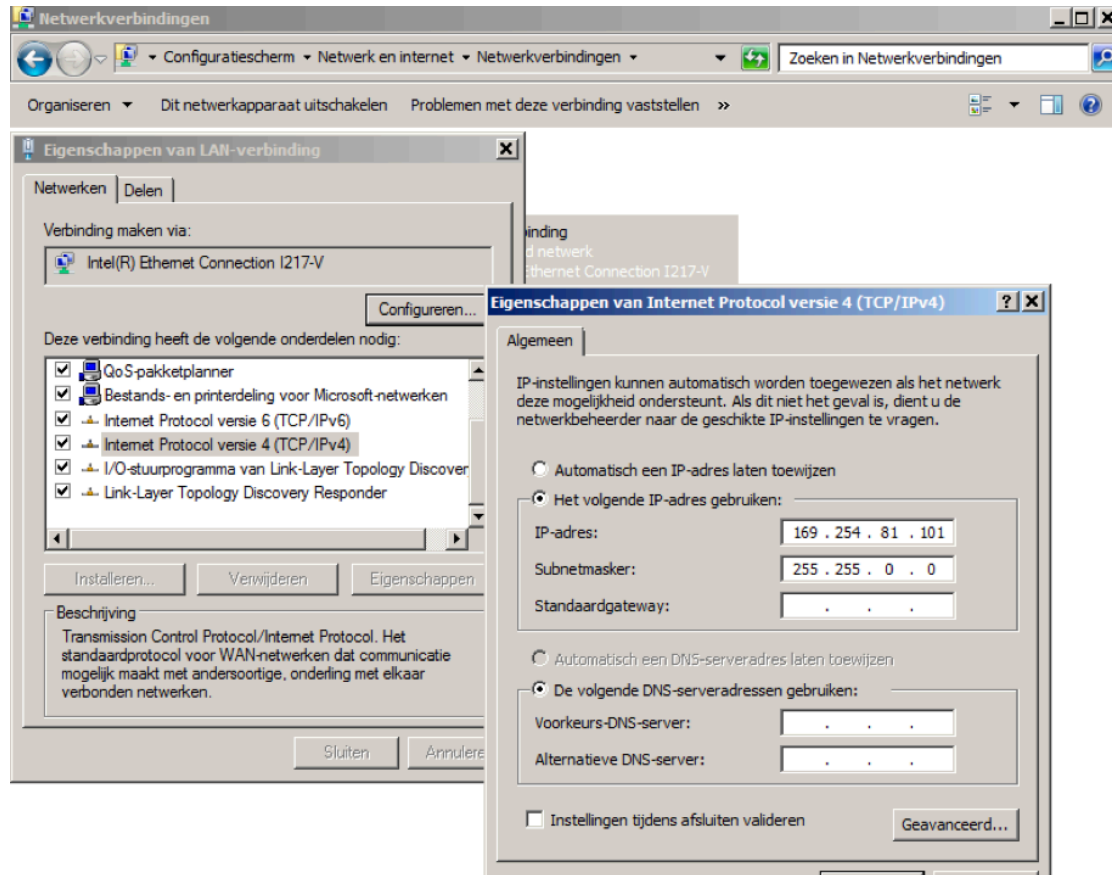 Netwerkverbindingen
Configuratiescherm Netwerk en internet Netwerkverbindingen
Zoeken in Netwerkverbindingen
Organiseren Dit netwerkapparaat uitschakelen Problemen met deze verbinding vaststellen »
Eigenschappen van LAN-verbinding
Netwerken Delen
Verbinding maken via:
Intel(R) Ethernet Connection I217-V
Configureren...
Deze verbinding heeft de volgende onderdelen nodig:
QoS-pakketplanner
Bestands- en printerdeling voor Microsoft-netwerken
Internet Protocol versie 6 (TCP/IPv6)
Internet Protocol versie 4 (TCP/IPv4)
I/O-stuurprogramma van Link-Layer Topology Discover
Link-Layer Topology Discovery Responder
Installeren... Verwijderen Eigenschappen
Beschrijving
Transmission Control Protocol/Internet Protocol. Het
standaardprotocol voor WAN-netwerken dat communicatie
mogelijk maakt met andersoortige, onderling met elkaar
verbonden netwerken.
Sluiten Annulere
inding
d netwerk
Ethernet Connection I217-V
Eigenschappen van Internet Protocol versie 4 (TCP/IPv4)
Algemeen
IP-instellingen kunnen automatisch worden toegewezen als het netwerk
deze mogelijkheid ondersteunt. Als dit niet het geval is, dient u de
netwerkbeheerder naar de geschikte IP-instellingen te vragen.
Automatisch een IP-adres laten toewijzen
Het volgende IP-adres gebruiken:
IP-adres: 169 . 254 . 81 . 101
Subnetmasker: 255 . 255 . 0 . 0
Standaardgateway: . . .
Automatisch een DNS-serveradres laten toewijzen
De volgende DNS-serveradressen gebruiken:
Voorkeurs-DNS-server: . . .
Alternatieve DNS-server: . . .
Instellingen tijdens afsluiten valideren
Geavanceerd...